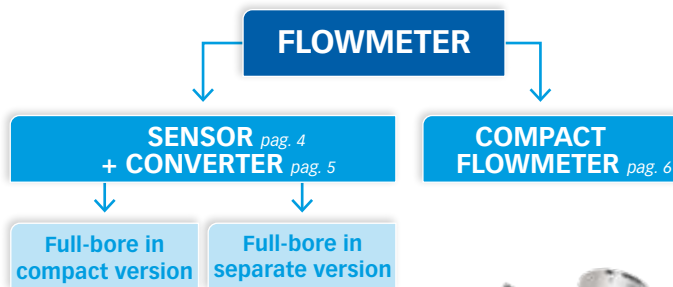 FLOWMETER
SENSOR pag. 4
+ CONVERTER pag. 5
COMPACT
FLOWMETER pag. 6
Full-bore in
compact version
Full-bore in
separate version